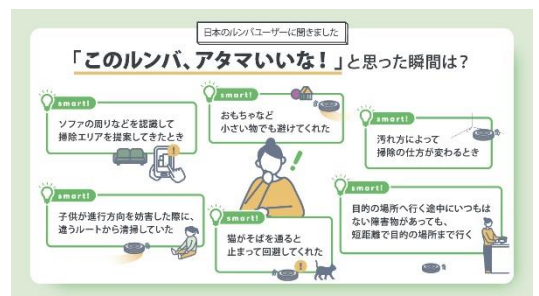 日本のルンバユーザーに聞きました
「このルンバ、アタマいいな！」と思った瞬間は？
smart!
ソファの周りなどを認識して
掃除エリアを提案してきたとき
smart!
おもちゃなど
小さい物でも避けてくれた
smart!
汚れ方によって
掃除の仕方が変わるとき
smart!
子供が進行方向を妨害した際に、
違うルートから清掃していた
smart!
猫がそばを通ると
止まって回避してくれた
smart!
目的の場所へ行く途中にいつもは
ない障害物があっても、
短距離で目的の場所まで行く